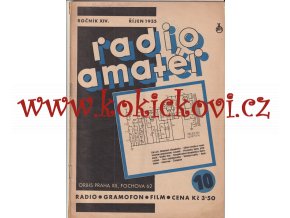 ROČNÍK XIV. ŘÍJEN 1935
radio
amatér
www.kokickovi.cz
ORBIS PRAHA XII, FOCHOVA 62
10
RADIO • GRAMOFON • FILM • CENA Kč 3·50